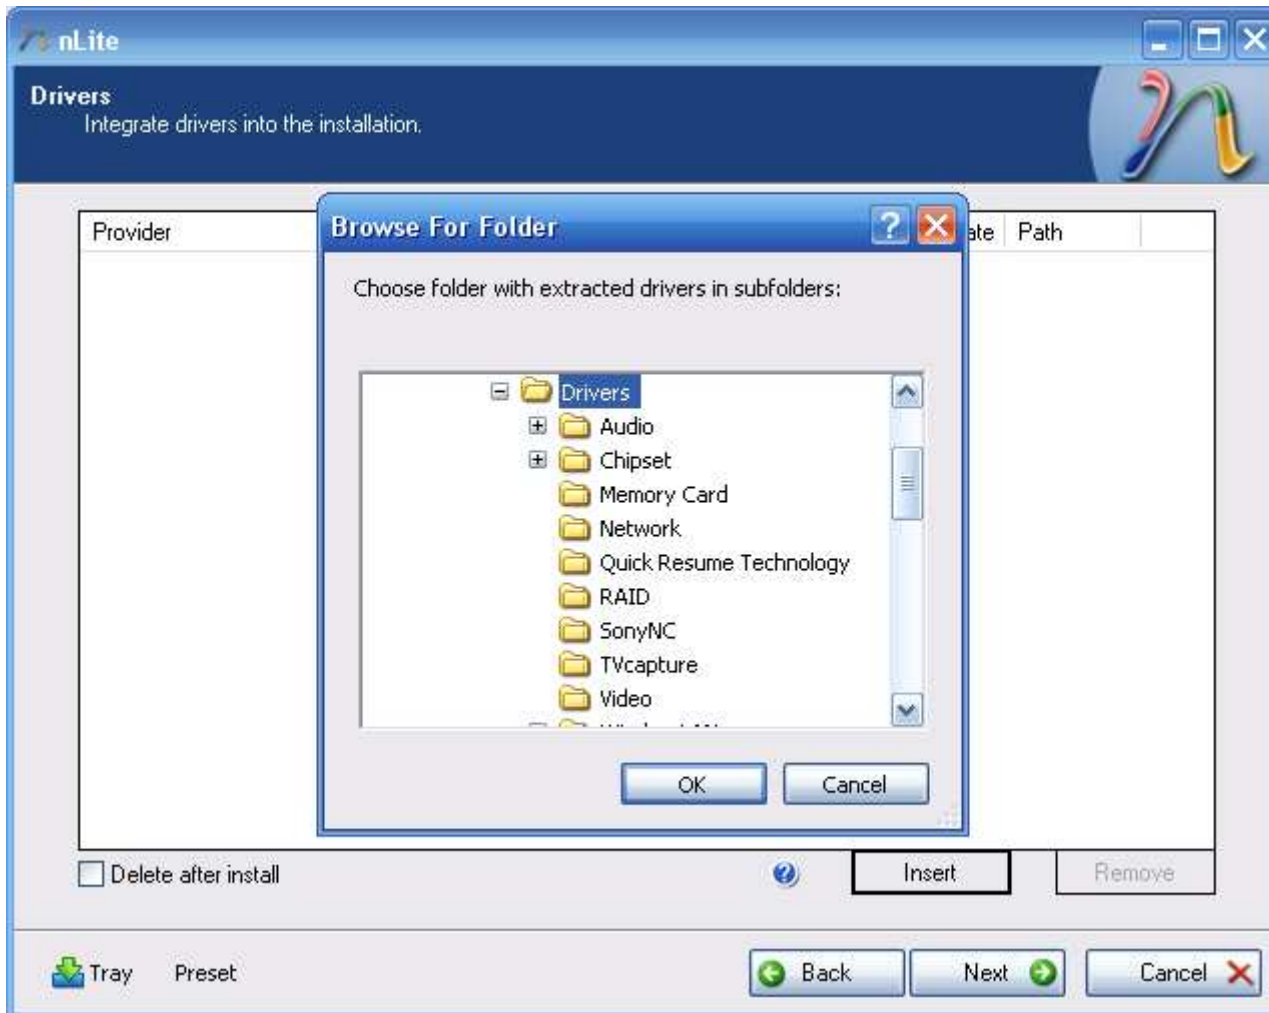 nLite
Drivers
Integrate drivers into the installation.
Provider
ate
Path
Browse For Folder
Choose folder with extracted drivers in subfolders:
Drivers
Audio
Chipset
Memory Card
Network
Quick Resume Technology
RAID
SonyNC
TVcapture
Video
OK Cancel
Delete after install
Insert Remove
Tray Preset Back Next Cancel